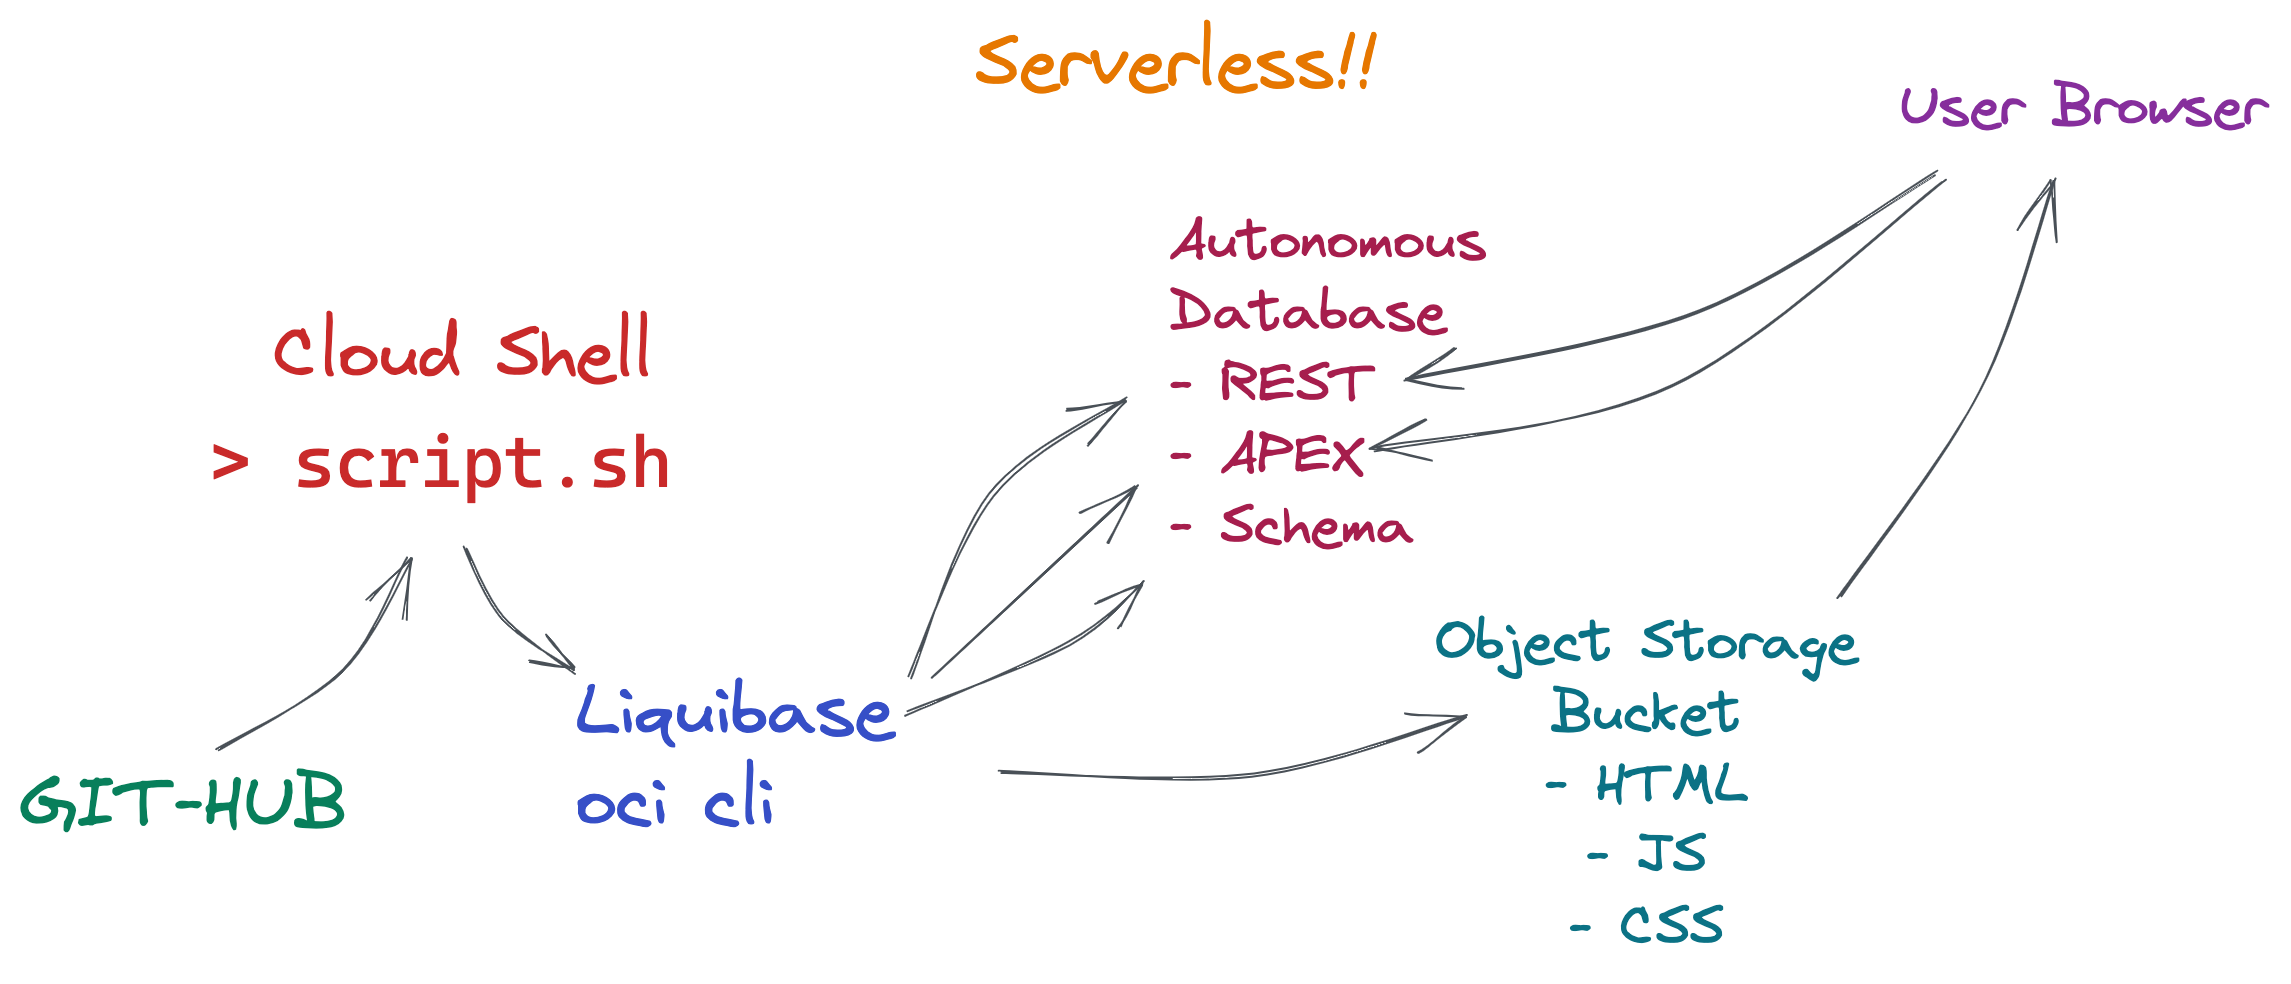 Serverless!!
User Browser
Autonomous
Database
- REST
- APEX
- Schema
Cloud Shell
> script.sh
GIT-HUB
Liquibase
oci cli
Object Storage
Bucket
- HTML
- JS
- CSS